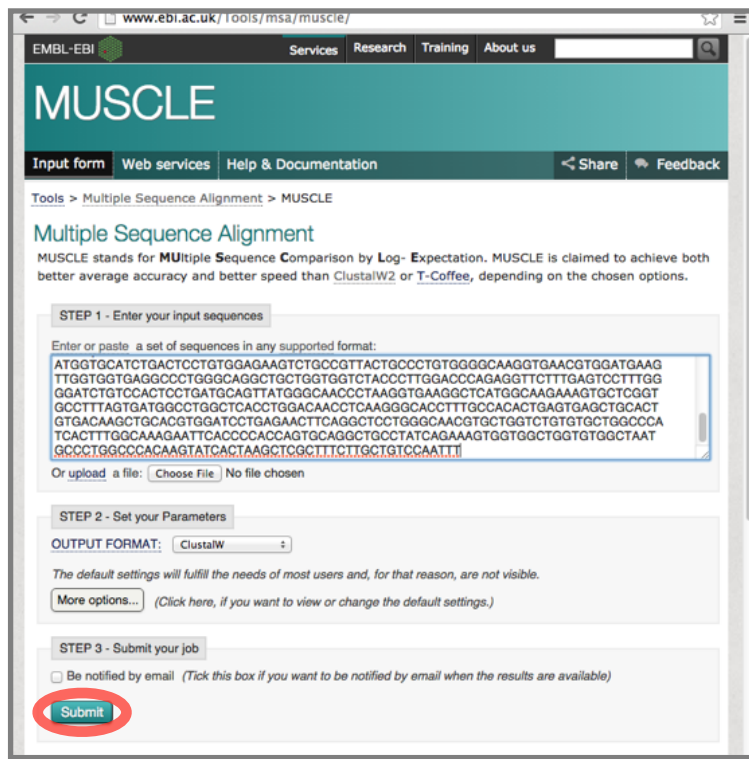 www.ebi.ac.uk/Tools/msa/muscle/
EMBL-EBI Services Research Training About us
MUSCLE
Input form Web services Help & Documentation Share Feedback
Tools > Multiple Sequence Alignment > MUSCLE
Multiple Sequence Alignment
MUSCLE stands for MUltiple Sequence Comparison by Log- Expectation. MUSCLE is claimed to achieve both
better average accuracy and better speed than ClustalW2 or T-Coffee, depending on the chosen options.
STEP 1 - Enter your input sequences
Enter or paste a set of sequences in any supported format:
ATGGTGCATCTGACTCCTGTGGAGAAGTCTGCCGTTACTGCCCTGTGGGGCAAGGTGAACGTGGATGAAG
TTGGTGGTGAGGCCCTGGGCAGGCTGCTGGTGGTCTACCCTTGGACCCAGAGGTTCTTTGAGTCCTTTGG
GGATCTGTCCACTCCTGATGCAGTTATGGGCAACCCTAAGGTGAAGGCTCATGGCAAGAAAGTGCTCGGT
GCCTTTAGTGATGGCCTGGCTCACCTGGACAACCTCAAGGGCACCTTTGCCACACTGAGTGAGCTGCACT
GTGACAAGCTGCACGTGGATCCTGAGAACTTCAGGCTCCTGGGCAACGTGCTGGTCTGTGTGCTGGCCCA
TCACTTTGGCAAAGAATTCACCCCACCAGTGCAGGCTGCCTATCAGAAAGTGGTGGCTGGTGTGGCTAAT
GCCCTGGCCCACAAGTATCACTAAGCTCGCTTTCTTGCTGTCCAATTT
Or upload a file: Choose File No file chosen
STEP 2 - Set your Parameters
OUTPUT FORMAT: ClustalW
The default settings will fulfill the needs of most users and, for that reason, are not visible.
More options... (Click here, if you want to view or change the default settings.)
STEP 3 - Submit your job
Be notified by email (Tick this box if you want to be notified by email when the results are available)
Submit